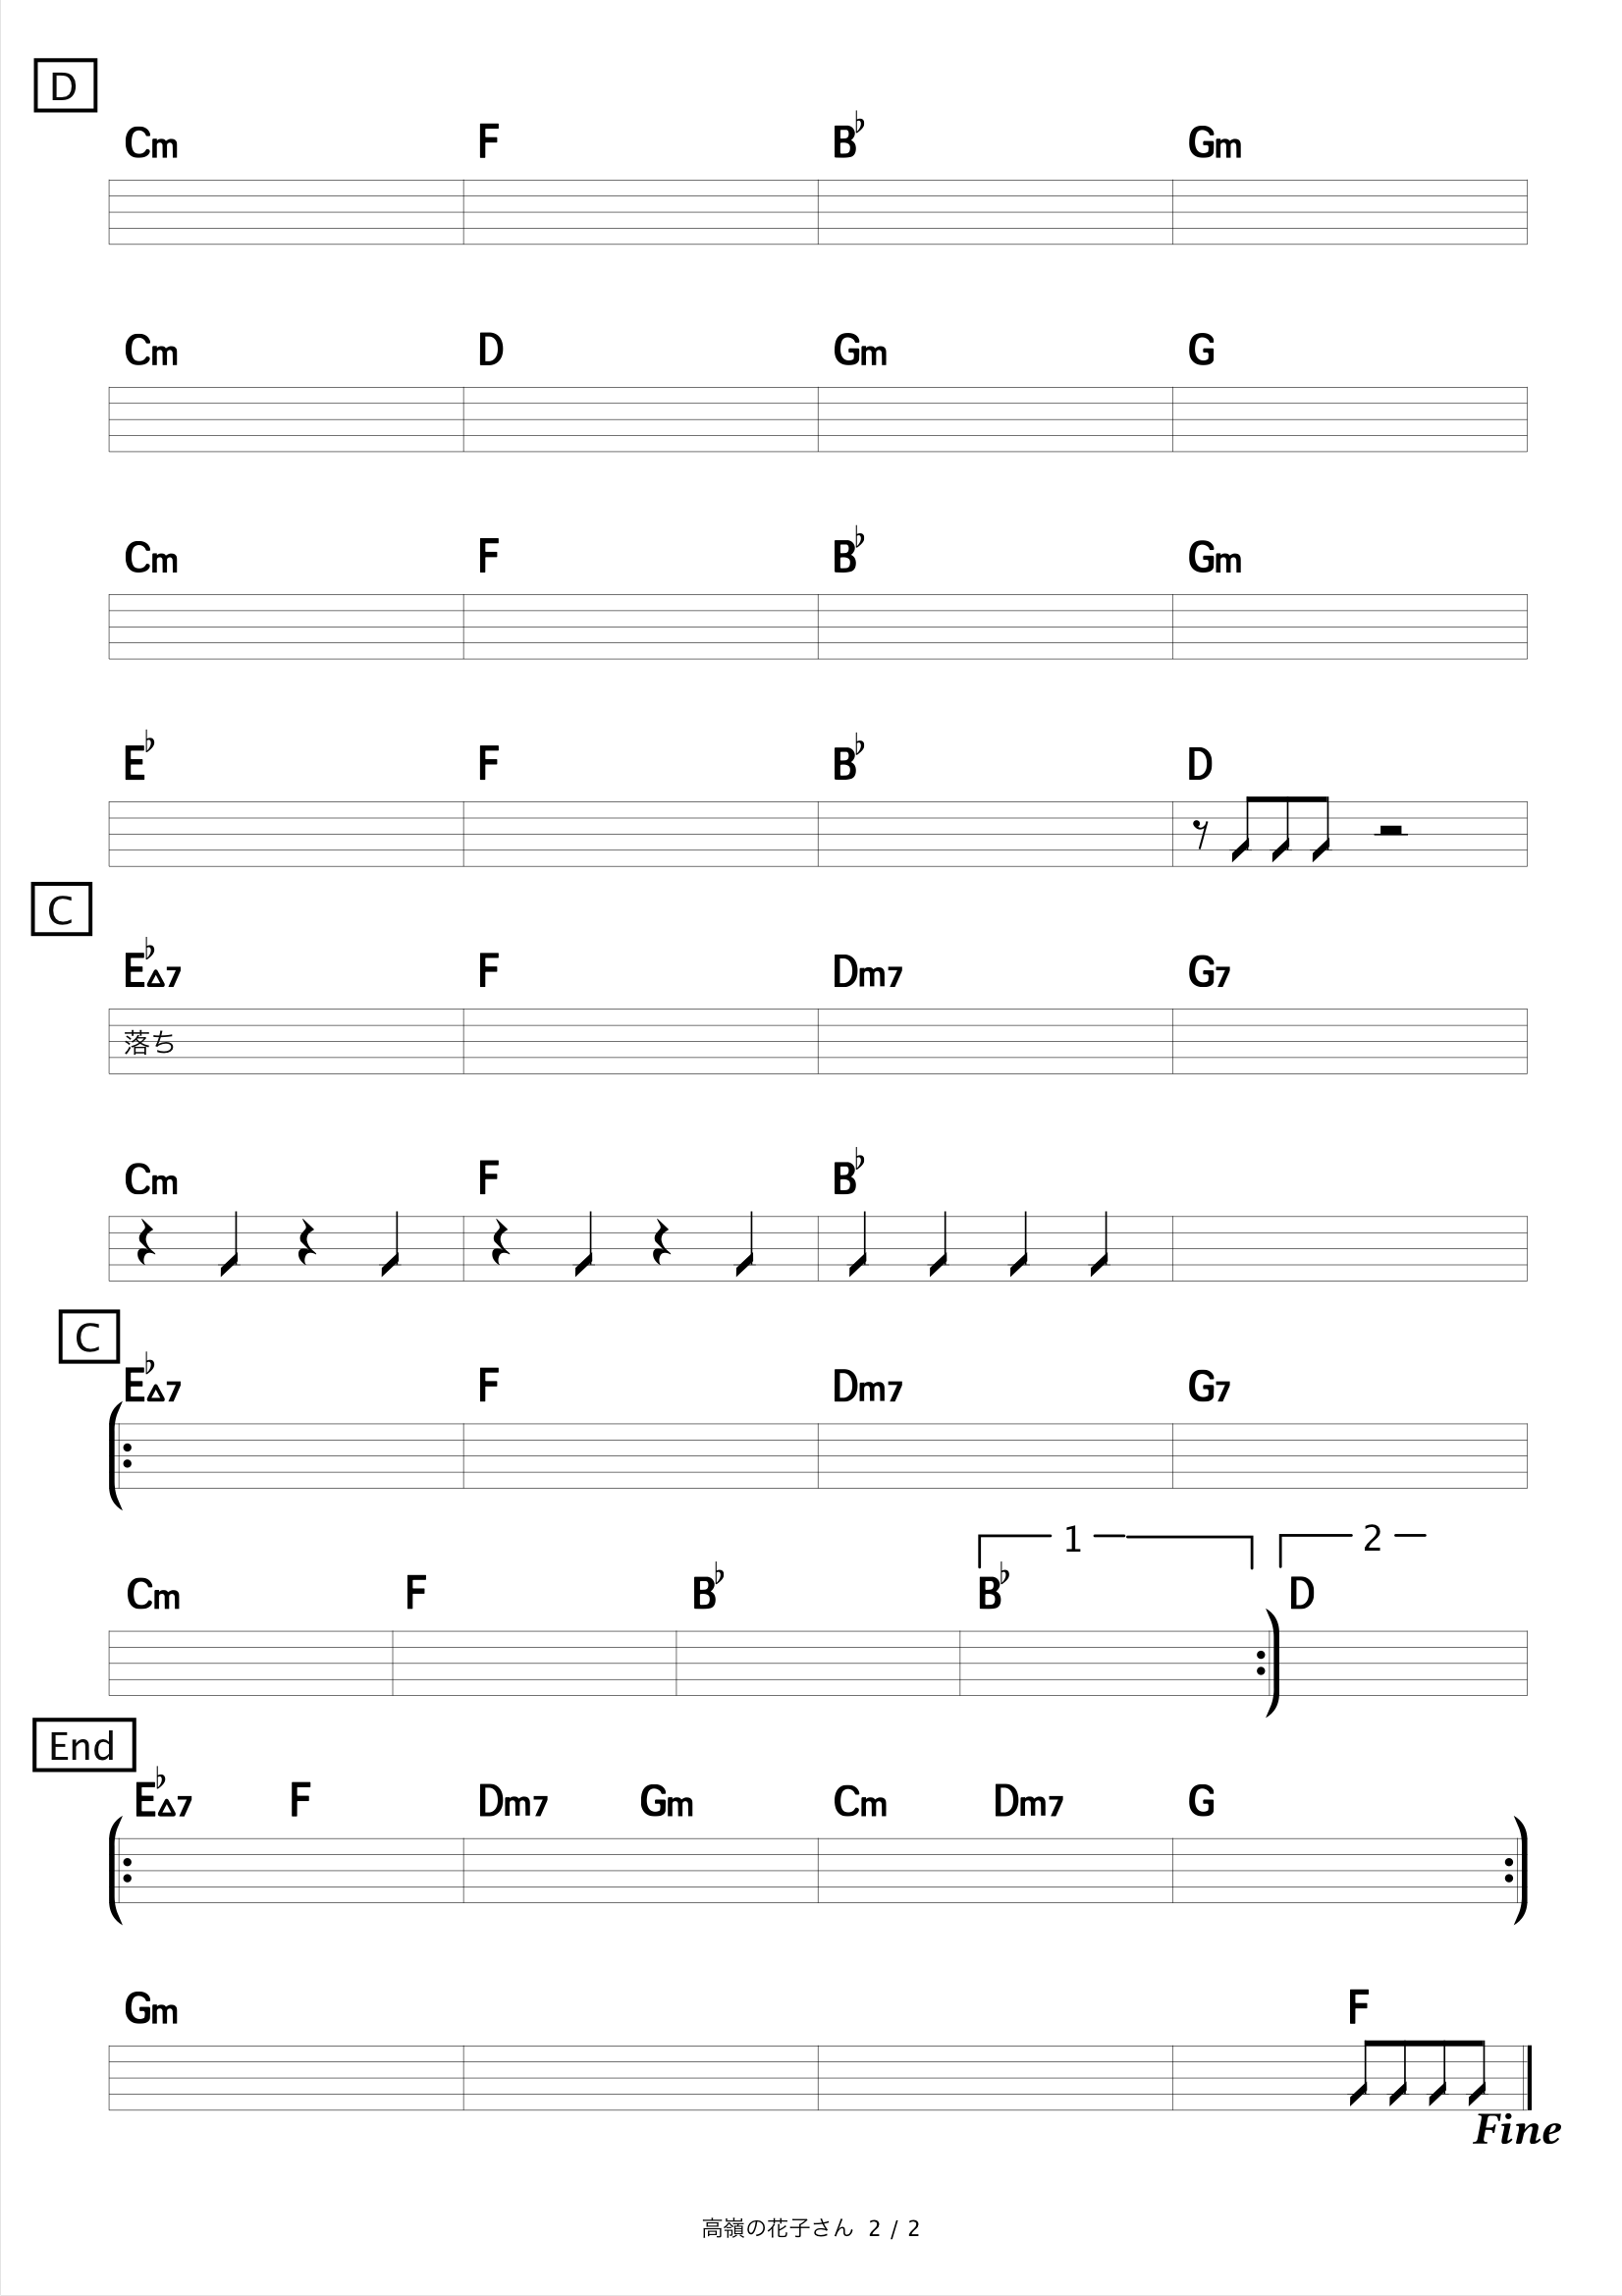 D
Cm F B♭ Gm
Cm D Gm G
Cm F B♭ Gm
E♭ F B♭ D
C
E♭△7 F Dm7 G7
落ち
Cm F B♭
C
E♭△7 F Dm7 G7
1 2
Cm F B♭ B♭ D
End
E♭△7 F Dm7 Gm Cm Dm7 G
Gm F
Fine
高嶺の花子さん 2 / 2